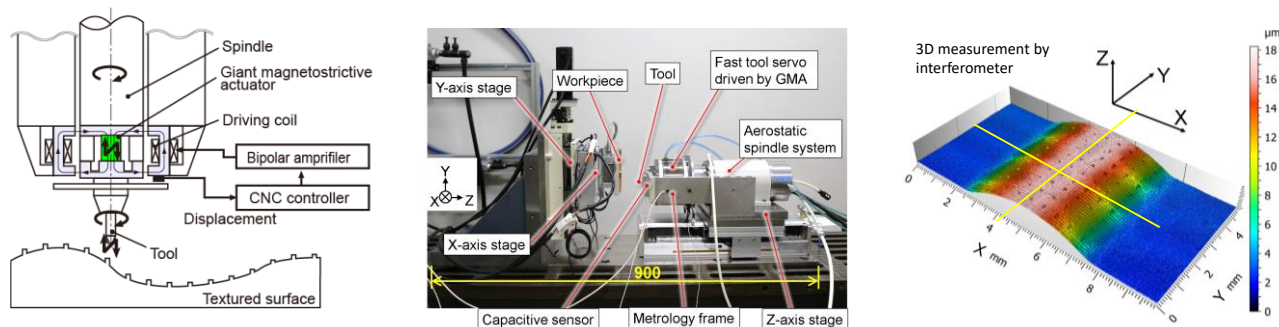 Spindle
Giant magnetostrictive
actuator
Driving coil
Bipolar amprifiler
CNC controller
Displacement
Tool
Textured surface
Y-axis stage
Workpiece
Tool
Fast tool servo
driven by GMA
Aerostatic
spindle system
Y
X
Z
X-axis stage
900
Capacitive sensor
Metrology frame
Z-axis stage
3D measurement by
interferometer
Z
Y
X
µm
18
16
14
12
10
8
6
4
2
0
0
2
4
6
8
X mm
0
2
4
Y mm